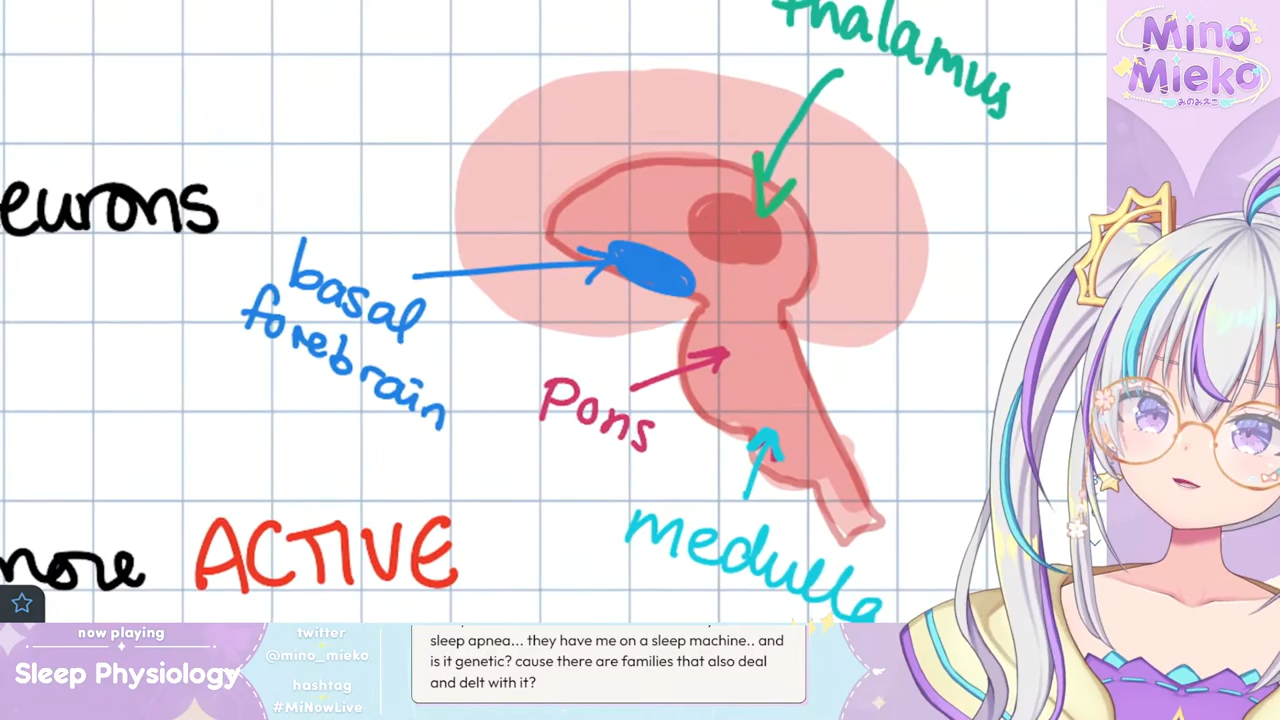 thalamus
eurons
basal
forebrain
Pons
medulla
more ACTIVE
Mino
Mieko
みのみえこ
now playing
Sleep Physiology
twitter
@mino_mieko
hashtag
#MiNowLive
sleep apnea... they have me on a sleep machine.. and
is it genetic? cause there are families that also deal
and delt with it?